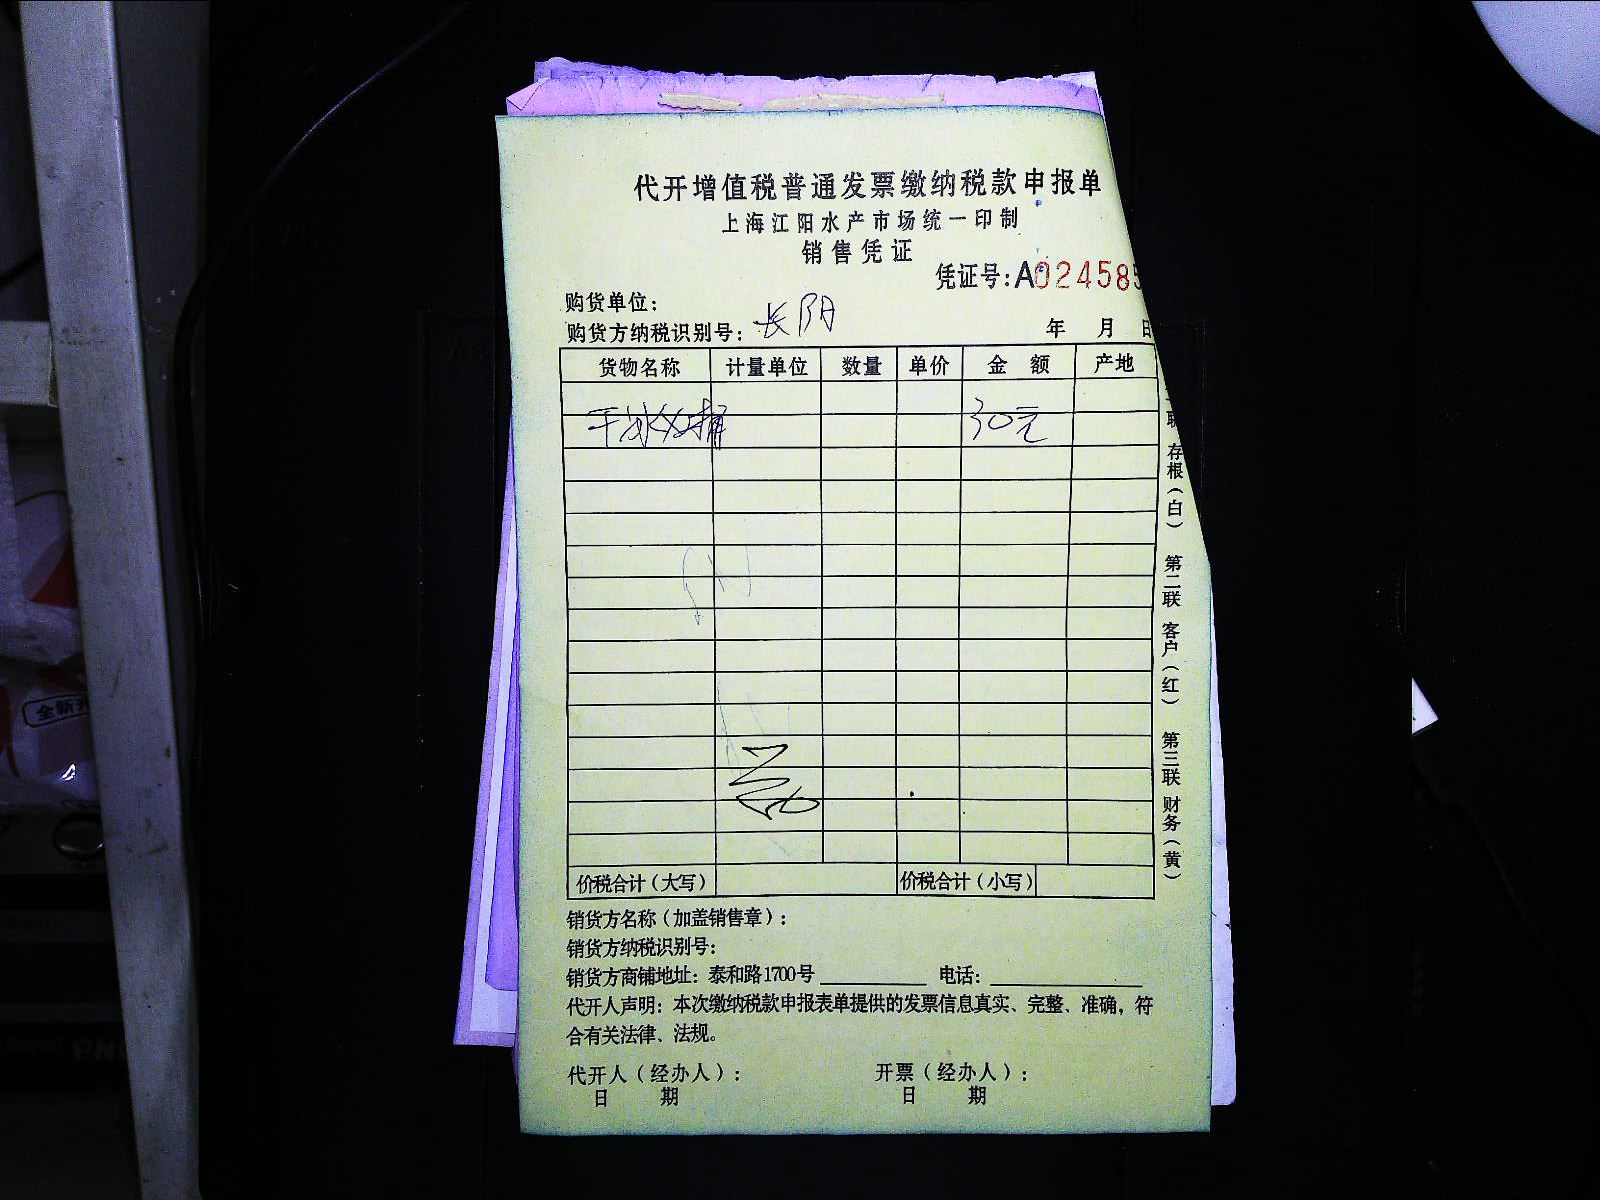 代开增值税普通发票缴纳税款申报单
上海江阳水产市场统一印制
销售凭证
凭证号:A024585
购货单位:
购货方纳税识别号: 长阴
年 月 日
货物名称 计量单位 数量 单价 金 额 产地
干冰 30元
价税合计(大写) 价税合计(小写)
销货方名称(加盖销售章):
销货方纳税识别号:
销货方商铺地址: 泰和路1700号 电话:
代开人声明: 本次缴纳税款申报表单提供的发票信息真实、完整、准确, 符
合有关法律、法规。
代开人(经办人): 开票(经办人):
日 期 日 期
联 存根(白) 第二联 客户(红) 第三联 财务(黄)
全新升